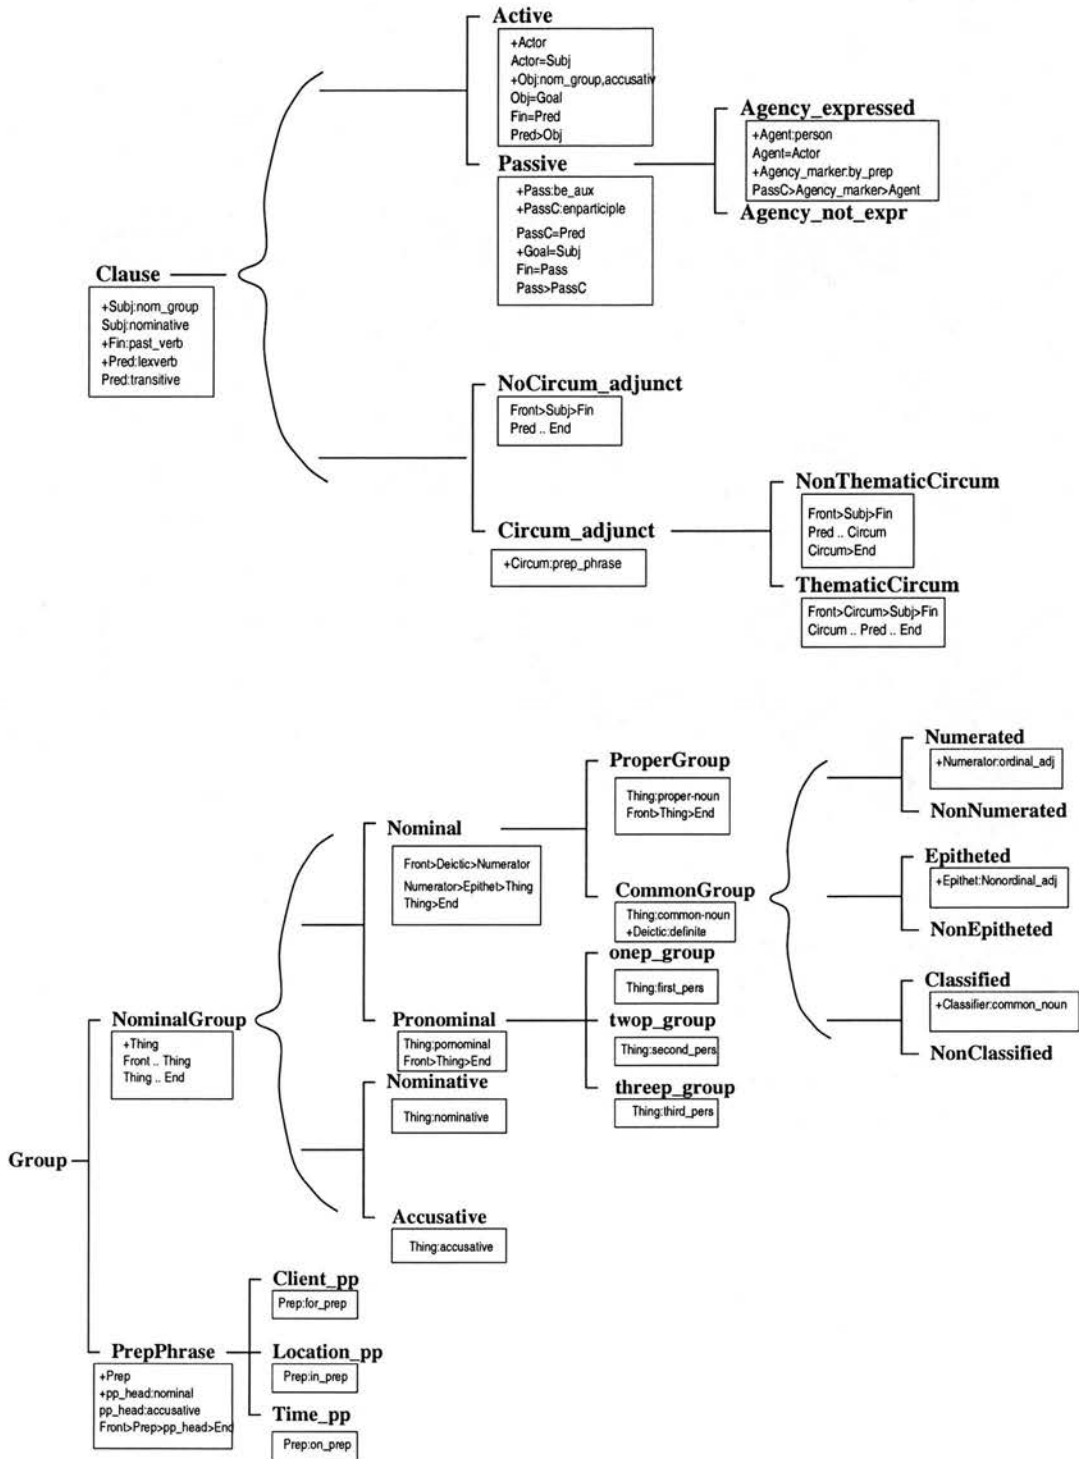 Active
+Actor
Actor=Subj
+Obj:nom_group,accusativ
Obj=Goal
Fin=Pred
Pred>Obj
Passive
+Pass:be_aux
+PassC:enparticiple
PassC=Pred
+Goal=Subj
Fin=Pass
Pass>PassC
Agency_expressed
+Agent:person
Agent=Actor
+Agency_marker:by_prep
PassC>Agency_marker>Agent
Agency_not_expr
Clause
+Subj:nom_group
Subj:nominative
+Fin:past_verb
+Pred:lexverb
Pred:transitive
NoCircum_adjunct
Front>Subj>Fin
Pred .. End
Circum_adjunct
+Circum:prep_phrase
NonThematicCircum
Front>Subj>Fin
Pred .. Circum
Circum>End
ThematicCircum
Front>Circum>Subj>Fin
Circum .. Pred .. End
Group
NominalGroup
+Thing
Front .. Thing
Thing .. End
Nominal
Front>Deictic>Numerator
Numerator>Epithet>Thing
Thing>End
ProperGroup
Thing:proper-noun
Front>Thing>End
CommonGroup
Thing:common-noun
+Deictic:definite
Numerated
+Numerator:ordinal_adj
NonNumerated
Epitheted
+Epithet:Nonordinal_adj
NonEpitheted
Classified
+Classifier:common_noun
NonClassified
Pronominal
Thing:pornominal
Front>Thing>End
onep_group
Thing:first_pers
twop_group
Thing:second_pers
threep_group
Thing:third_pers
Nominative
Thing:nominative
Accusative
Thing:accusative
PrepPhrase
+Prep
+pp_head:nominal
pp_head:accusative
Front>Prep>pp_head>End
Client_pp
Prep:for_prep
Location_pp
Prep:in_prep
Time_pp
Prep:on_prep